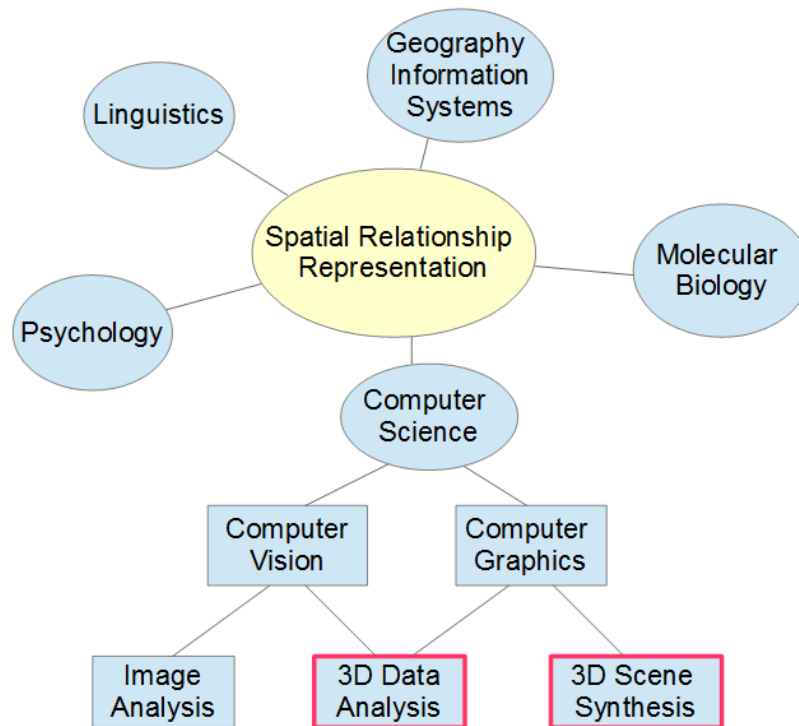 Geography
Information
Systems
Linguistics
Spatial Relationship
Representation
Molecular
Biology
Psychology
Computer
Science
Computer
Vision
Computer
Graphics
Image
Analysis
3D Data
Analysis
3D Scene
Synthesis